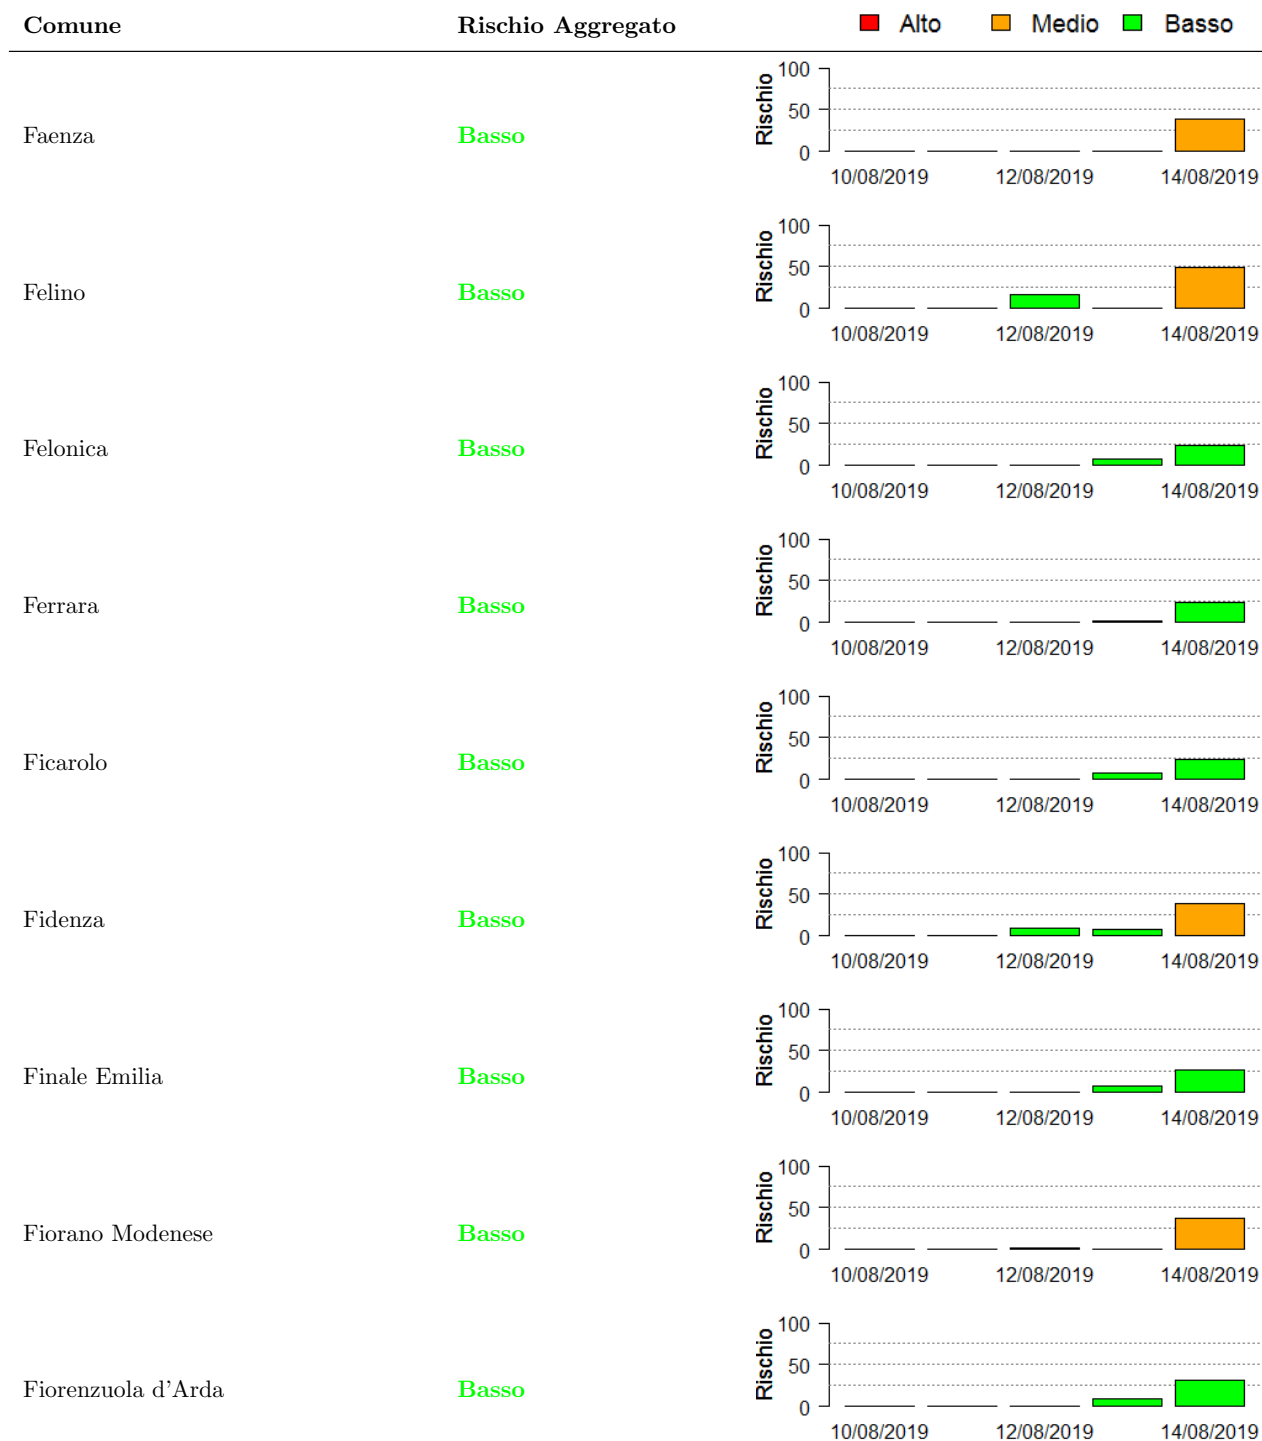 Comune Rischio Aggregato Alto Medio Basso
100
50
0
Rischio
Faenza Basso
10/08/2019 12/08/2019 14/08/2019
100
50
0
Rischio
Felino Basso
10/08/2019 12/08/2019 14/08/2019
100
50
0
Rischio
Felonica Basso
10/08/2019 12/08/2019 14/08/2019
100
50
0
Rischio
Ferrara Basso
10/08/2019 12/08/2019 14/08/2019
100
50
0
Rischio
Ficarolo Basso
10/08/2019 12/08/2019 14/08/2019
100
50
0
Rischio
Fidenza Basso
10/08/2019 12/08/2019 14/08/2019
100
50
0
Rischio
Finale Emilia Basso
10/08/2019 12/08/2019 14/08/2019
100
50
0
Rischio
Fiorano Modenese Basso
10/08/2019 12/08/2019 14/08/2019
100
50
0
Rischio
Fiorenzuola d'Arda Basso
10/08/2019 12/08/2019 14/08/2019